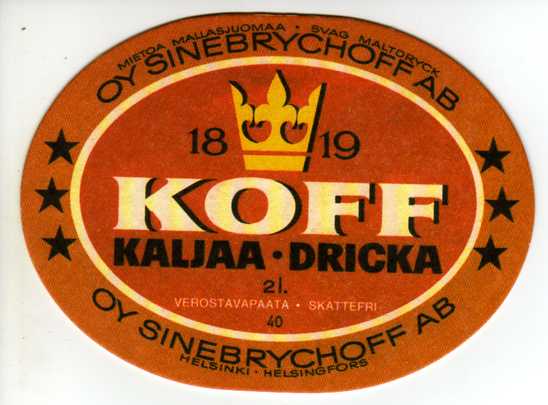 MIETOA MALLASJUOMAA • SVAG MALTDRYCK
OY SINEBRYCHOFF AB
18 19
KOFF
KALJAA • DRICKA
2 l.
VEROSTAVAPAATA • SKATTEFRI
40
OY SINEBRYCHOFF AB
HELSINKI • HELSINGFORS